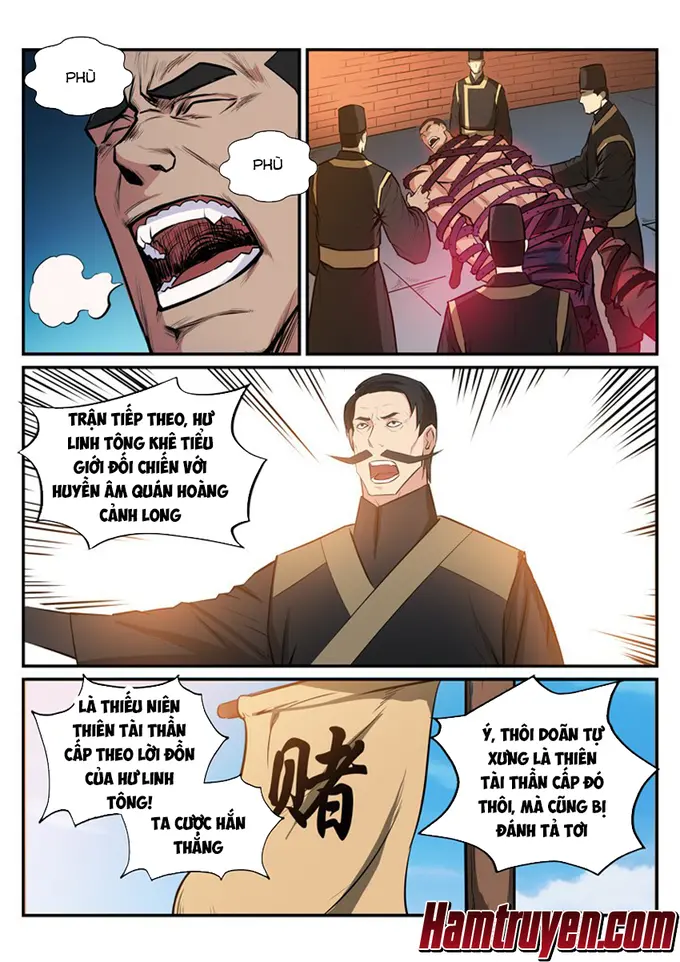 PHÙ
PHÙ
TRẬN TIẾP THEO, HƯ
LINH TÔNG KHÊ TIỂU
GIỚI ĐỐI CHIẾN VỚI
HUYỀN ÂM QUÁN HOÀNG
CẢNH LONG
LÀ THIẾU NIÊN
THIÊN TÀI THẦN
CẤP THEO LỜI ĐỒN
CỦA HƯ LINH
TÔNG!
TA CƯỢC HẮN
THẮNG
赌
Ý, THÔI DOÃN TỰ
XƯNG LÀ THIÊN
TÀI THẦN CẤP ĐÓ
THÔI, MÀ CŨNG BỊ
ĐÁNH TẢ TƠI
Hamtruyen.com